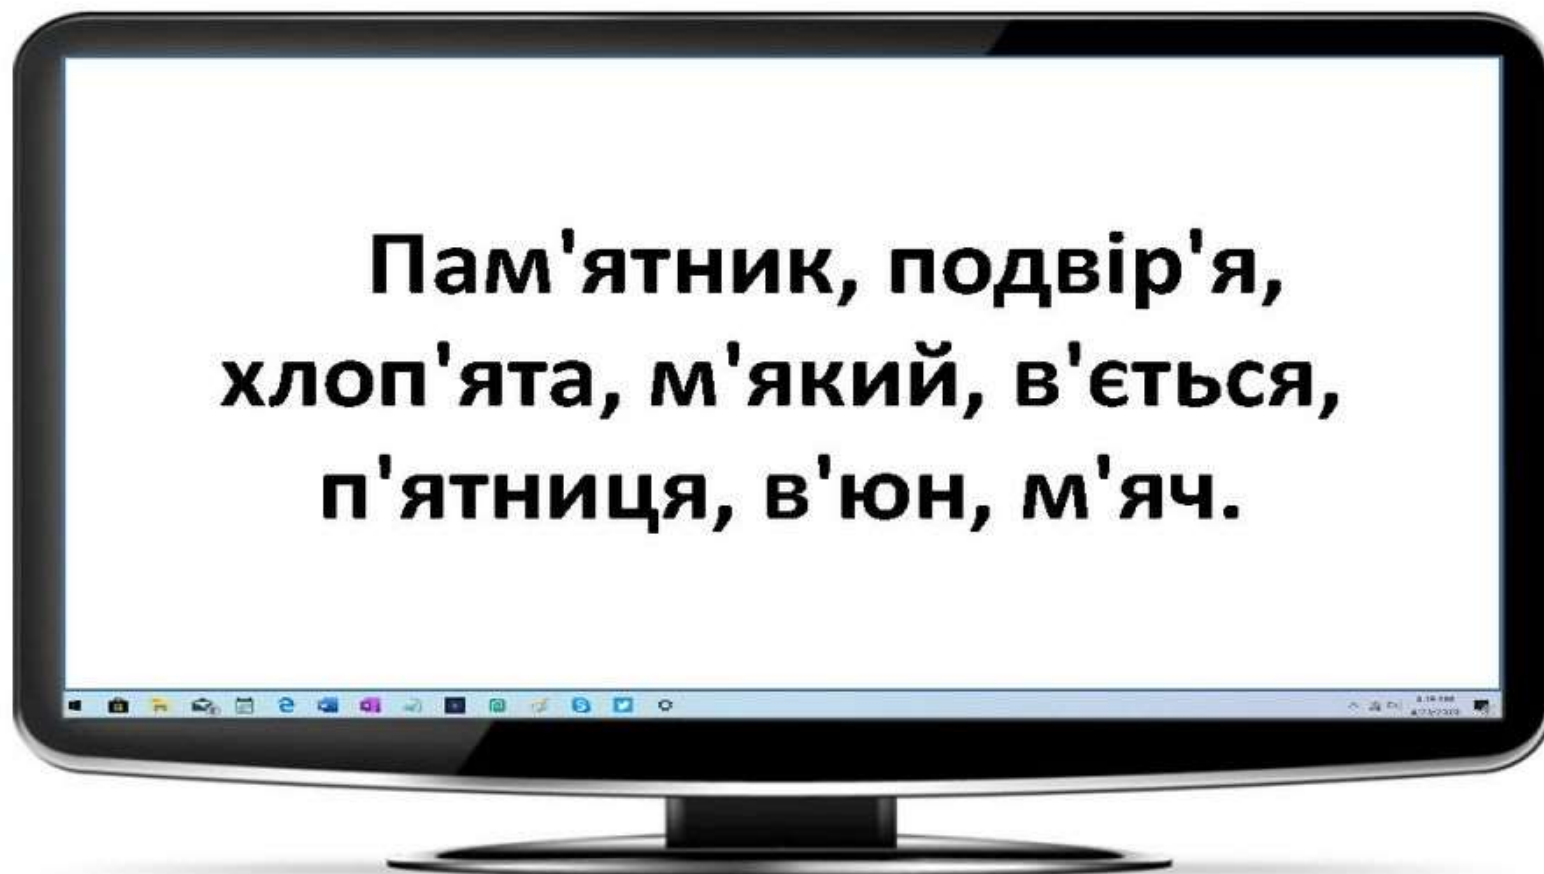 Пам'ятник, подвір'я,
хлоп'ята, м'який, в'ється,
п'ятниця, в'юн, м'яч.